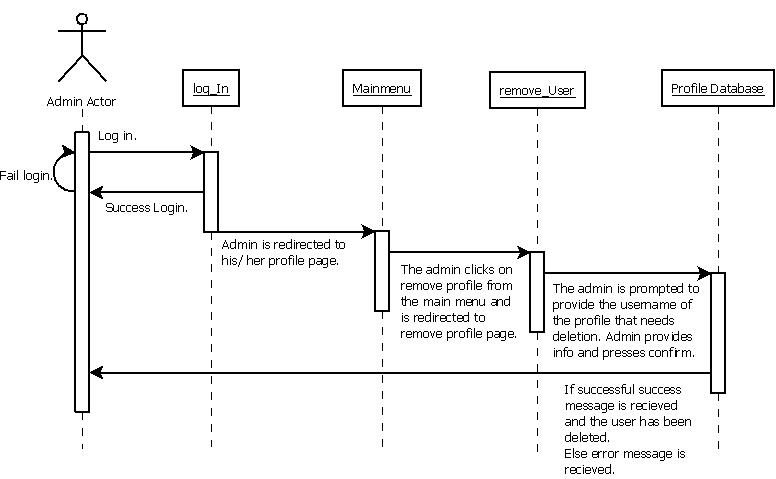 Admin Actor
log_In
Mainmenu
remove_User
Profile Database
Log in.
Fail login.
Success Login.
Admin is redirected to
his/ her profile page.
The admin clicks on
remove profile from
the main menu and
is redirected to
remove profile page.
The admin is prompted to
provide the username of
the profile that needs
deletion. Admin provides
info and presses confirm.
If successful success
message is recieved
and the user has been
deleted.
Else error message is
recieved.